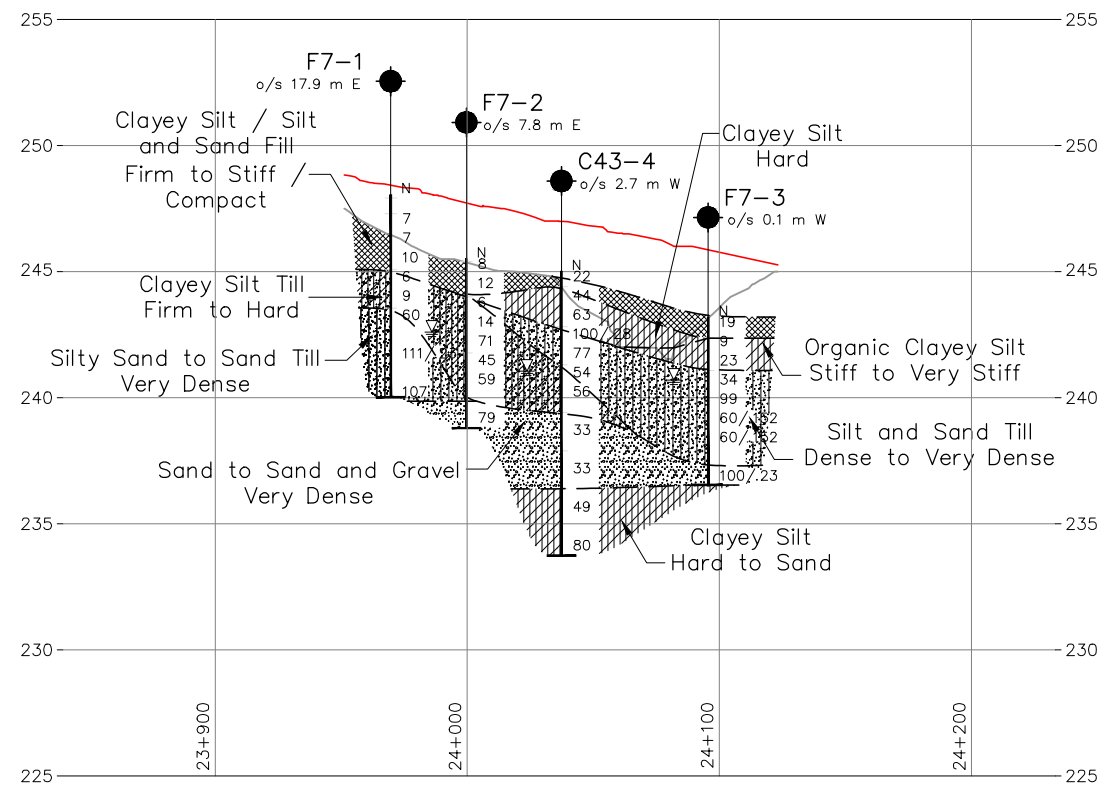 255
255
F7-1
o/s 17.9 m E
F7-2
o/s 7.8 m E
Clayey Silt / Silt
and Sand Fill
Firm to Stiff /
Compact
Clayey Silt
Hard
C43-4
o/s 2.7 m W
F7-3
o/s 0.1 m W
250
250
N
7
7
10
6
9
60
111/
107
N
8
12
6
14
71
45
59
79
N
22
44
63
100/.28
77
54
56
33
33
49
80
N
19
9
23
34
99
60/.52
60/.52
100/.23
245
245
Clayey Silt Till
Firm to Hard
Silty Sand to Sand Till
Very Dense
Organic Clayey Silt
Stiff to Very Stiff
240
240
Silt and Sand Till
Dense to Very Dense
Sand to Sand and Gravel
Very Dense
235
235
Clayey Silt
Hard to Sand
230
230
23+900
24+000
24+100
24+200
225
225